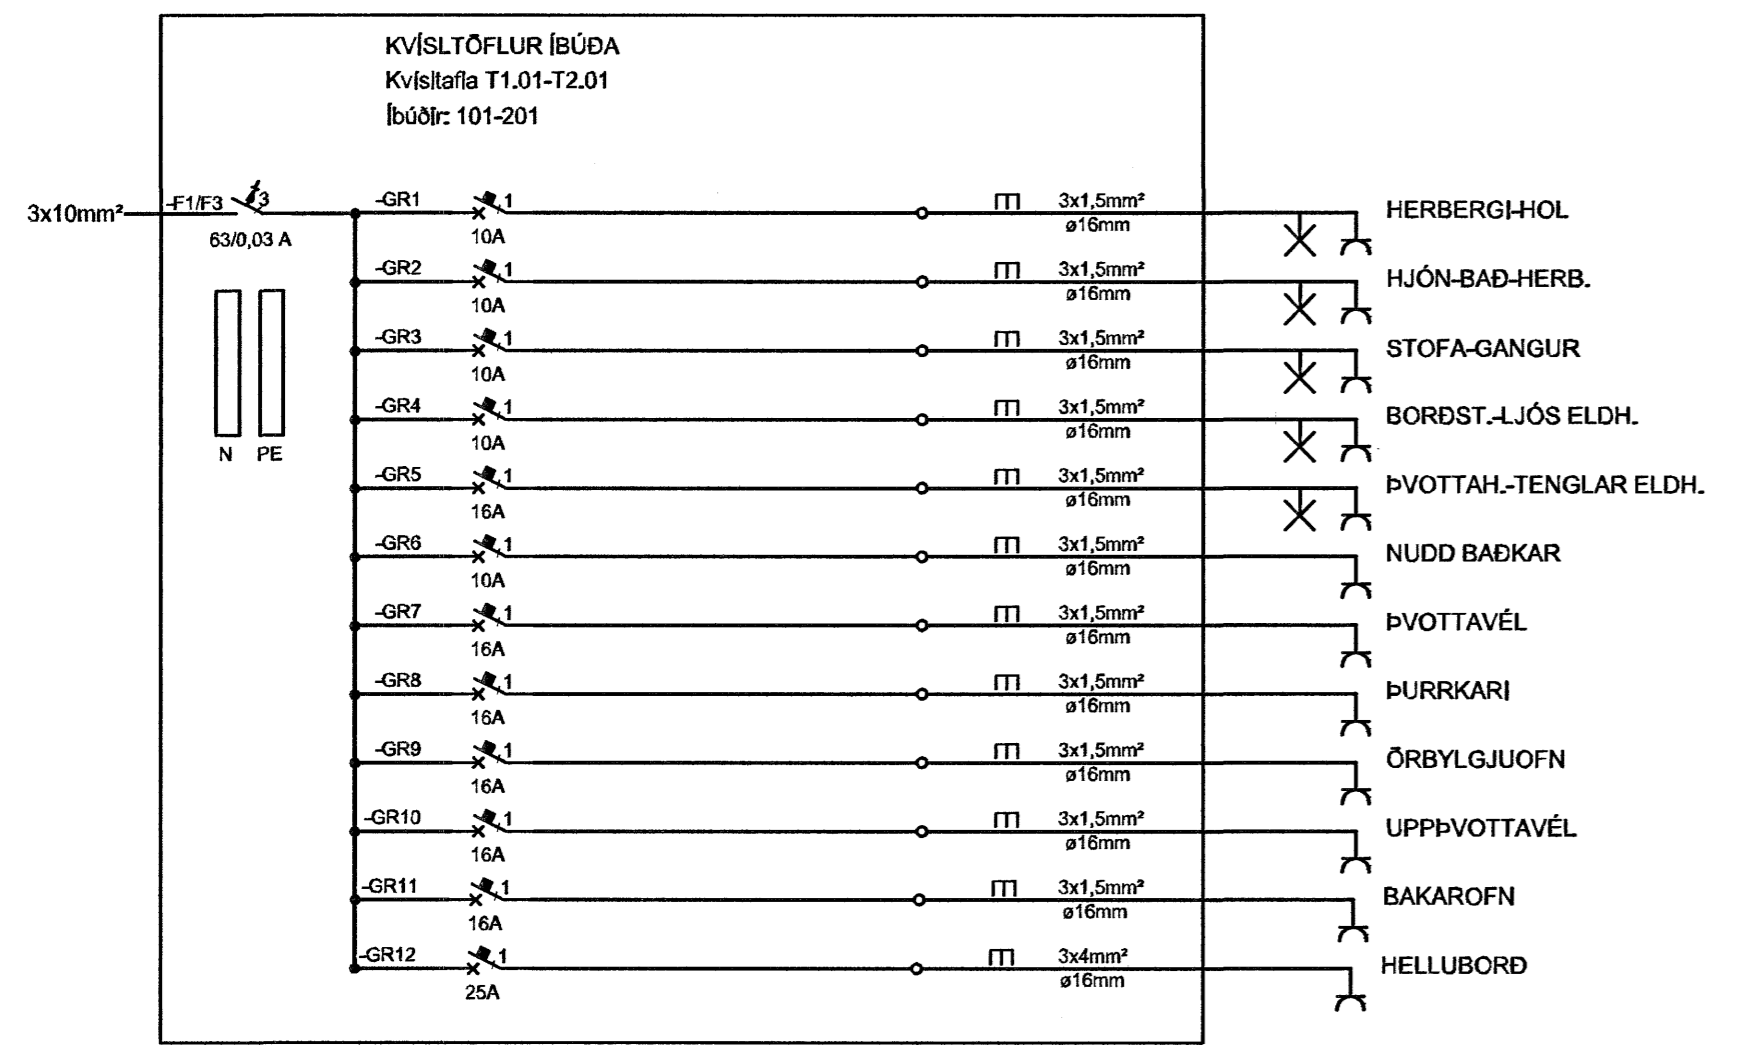 KVÍSLTÖFLUR ÍBÚÐA
Kvísltafla T1.01-T2.01
Íbúðir: 101-201
3x10mm²
-F1/F3
3
63/0,03 A
N PE
-GR1 1 10A 3x1,5mm² ø16mm HERBERGI-HOL
-GR2 1 10A 3x1,5mm² ø16mm HJÓN-BAÐ-HERB.
-GR3 1 10A 3x1,5mm² ø16mm STOFA-GANGUR
-GR4 1 10A 3x1,5mm² ø16mm BORÐST.-LJÓS ELDH.
-GR5 1 16A 3x1,5mm² ø16mm ÞVOTTAH.-TENGLAR ELDH.
-GR6 1 10A 3x1,5mm² ø16mm NUDD BAÐKAR
-GR7 1 16A 3x1,5mm² ø16mm ÞVOTTAVÉL
-GR8 1 16A 3x1,5mm² ø16mm ÞURRKARI
-GR9 1 16A 3x1,5mm² ø16mm ÖRBYLGJUOFN
-GR10 1 16A 3x1,5mm² ø16mm UPPÞVOTTAVÉL
-GR11 1 16A 3x1,5mm² ø16mm BAKAROFN
-GR12 1 25A 3x4mm² ø16mm HELLUBORÐ